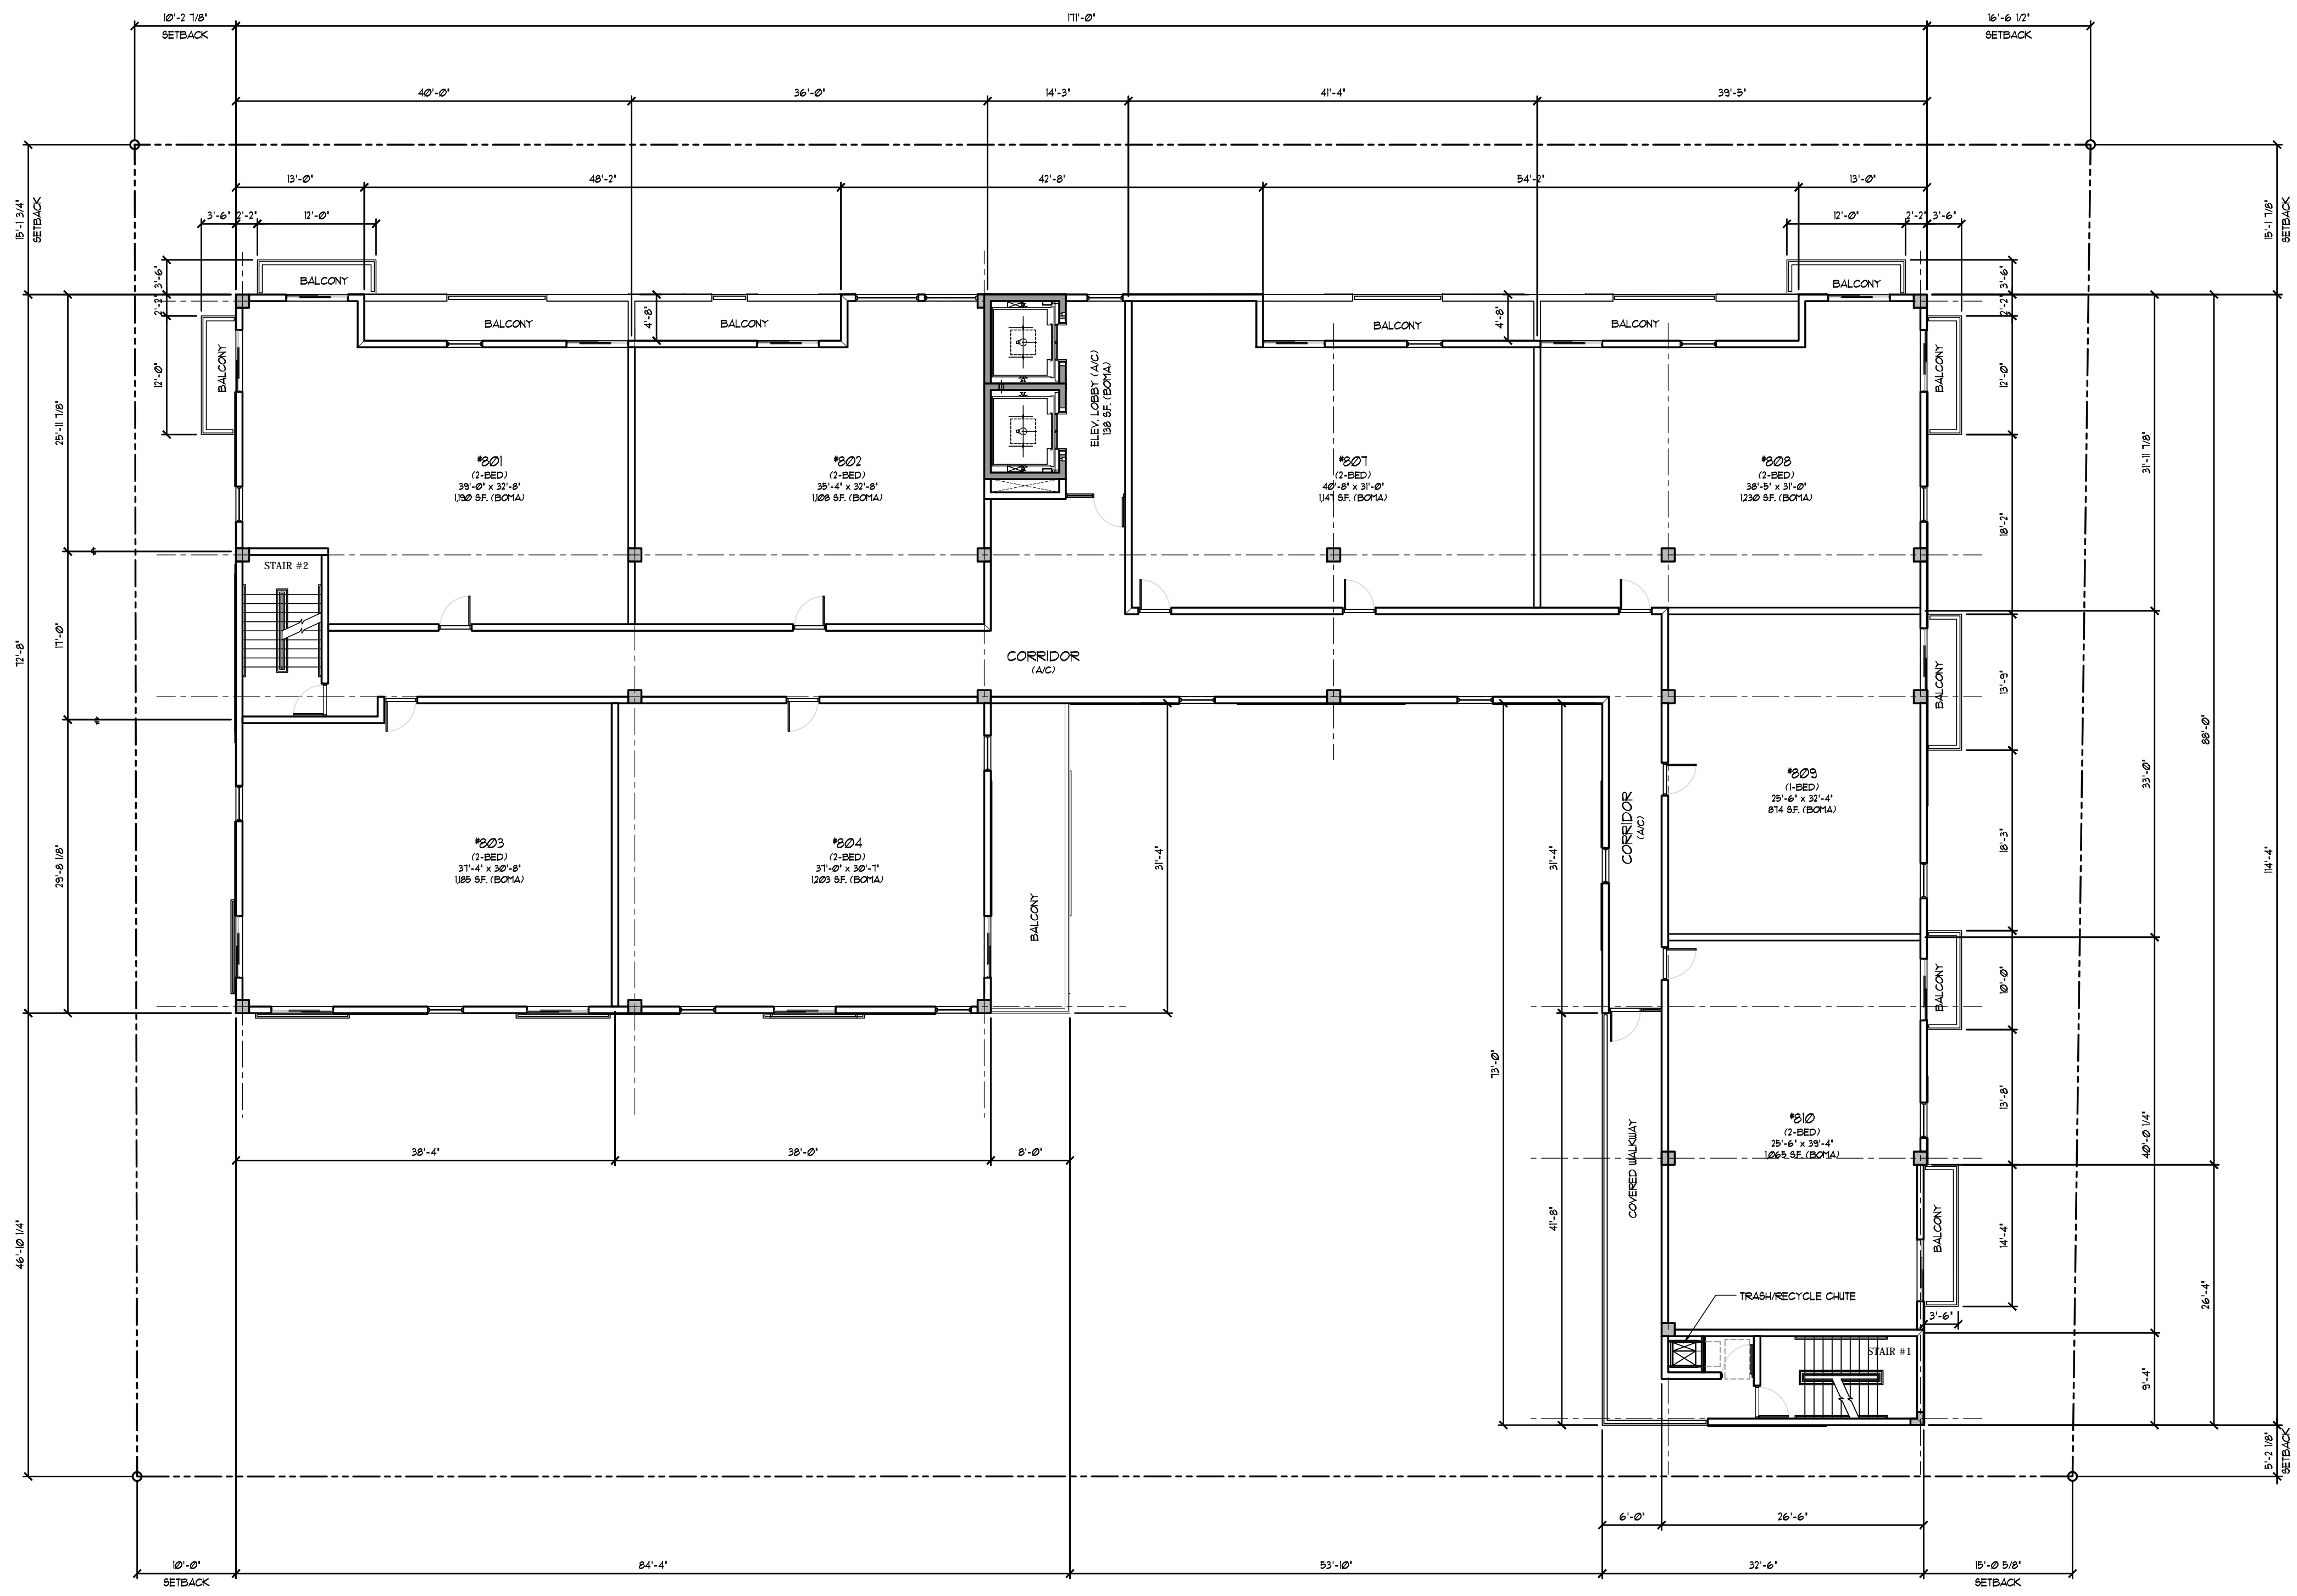 10'-2 7/8"
SETBACK
171'-0"
16'-6 1/2"
SETBACK
40'-0"
36'-0"
14'-3"
41'-4"
39'-5"
13'-0"
48'-2"
42'-8"
54'-2"
13'-0"
3'-6"
2'-2"
12'-0"
12'-0"
2'-2"
3'-6"
15'-1 3/4"
SETBACK
15'-1 7/8"
SETBACK
3'-6"
2'-2"
12'-0"
BALCONY
BALCONY
BALCONY
4'-8"
BALCONY
BALCONY
4'-8"
BALCONY
BALCONY
BALCONY
3'-6"
2'-2"
12'-0"
ELEV. LOBBY (A/C)
138 S.F. (BOMA)
25'-11 7/8"
31'-11 7/8"
#801
(2-BED)
39'-0" x 32'-8"
1,190 S.F. (BOMA)
#802
(2-BED)
35'-4" x 32'-8"
1,108 S.F. (BOMA)
#807
(2-BED)
40'-8" x 31'-0"
1,147 S.F. (BOMA)
#808
(2-BED)
38'-5" x 31'-0"
1,230 S.F. (BOMA)
18'-2"
STAIR #2
17'-0"
72'-8"
CORRIDOR
(A/C)
BALCONY
13'-9"
88'-0"
33'-0"
#809
(1-BED)
25'-6" x 32'-4"
874 S.F. (BOMA)
CORRIDOR
(A/C)
#803
(2-BED)
37'-4" x 30'-8"
1,185 S.F. (BOMA)
#804
(2-BED)
37'-0" x 30'-7"
1,203 S.F. (BOMA)
29'-8 1/8"
31'-4"
31'-4"
18'-3"
114'-4"
BALCONY
BALCONY
10'-0"
73'-0"
13'-8"
#810
(2-BED)
25'-6" x 39'-4"
1,065 S.F. (BOMA)
40'-0 1/4"
38'-4"
38'-0"
8'-0"
COVERED WALKWAY
41'-8"
BALCONY
14'-4"
46'-10 1/4"
26'-4"
TRASH/RECYCLE CHUTE
3'-6"
STAIR #1
9'-4"
5'-2 1/8"
SETBACK
6'-0"
26'-6"
10'-0"
SETBACK
84'-4"
53'-10"
32'-6"
15'-0 5/8"
SETBACK